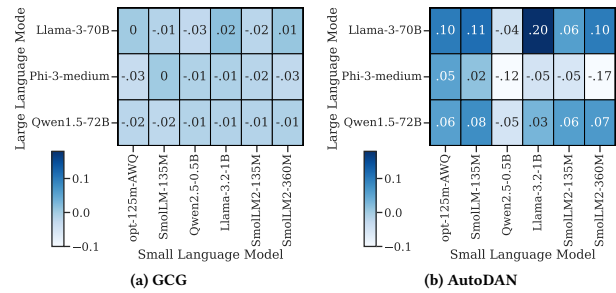 Large Language Mode
Llama-3-70B
0 -.01 -.03 .02 -.02 .01
Phi-3-medium
-.03 0 -.01 -.01 -.02 -.03
Qwen1.5-72B
-.02 -.02 -.01 -.01 -.01 -.01
0.1
0.0
−0.1
opt-125m-AWQ
SmolLM-135M
Qwen2.5-0.5B
Llama-3.2-1B
SmolLM2-135M
SmolLM2-360M
Small Language Model
(a) GCG
Large Language Mode
Llama-3-70B
.10 .11 -.04 .20 .06 .10
Phi-3-medium
.05 .02 -.12 -.05 -.05 -.17
Qwen1.5-72B
.06 .08 -.05 .03 .06 .07
0.1
0.0
−0.1
opt-125m-AWQ
SmolLM-135M
Qwen2.5-0.5B
Llama-3.2-1B
SmolLM2-135M
SmolLM2-360M
Small Language Model
(b) AutoDAN